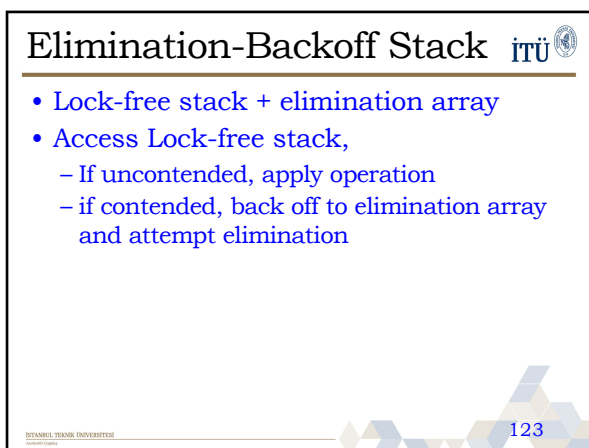 Elimination-Backoff Stack
İTÜ
• Lock-free stack + elimination array
• Access Lock-free stack,
– If uncontended, apply operation
– if contended, back off to elimination array
and attempt elimination
İSTANBUL TEKNİK ÜNİVERSİTESİ
123